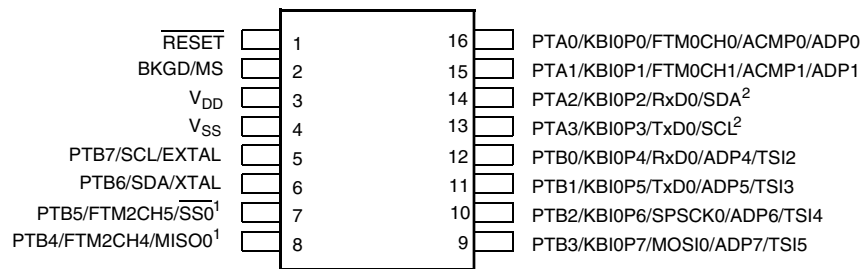 RESET 1 16 PTA0/KBI0P0/FTM0CH0/ACMP0/ADP0
BKGD/MS 2 15 PTA1/KBI0P1/FTM0CH1/ACMP1/ADP1
VDD 3 14 PTA2/KBI0P2/RxD0/SDA2
VSS 4 13 PTA3/KBI0P3/TxD0/SCL2
PTB7/SCL/EXTAL 5 12 PTB0/KBI0P4/RxD0/ADP4/TSI2
PTB6/SDA/XTAL 6 11 PTB1/KBI0P5/TxD0/ADP5/TSI3
PTB5/FTM2CH5/SS01 7 10 PTB2/KBI0P6/SPSCK0/ADP6/TSI4
PTB4/FTM2CH4/MISO01 8 9 PTB3/KBI0P7/MOSI0/ADP7/TSI5